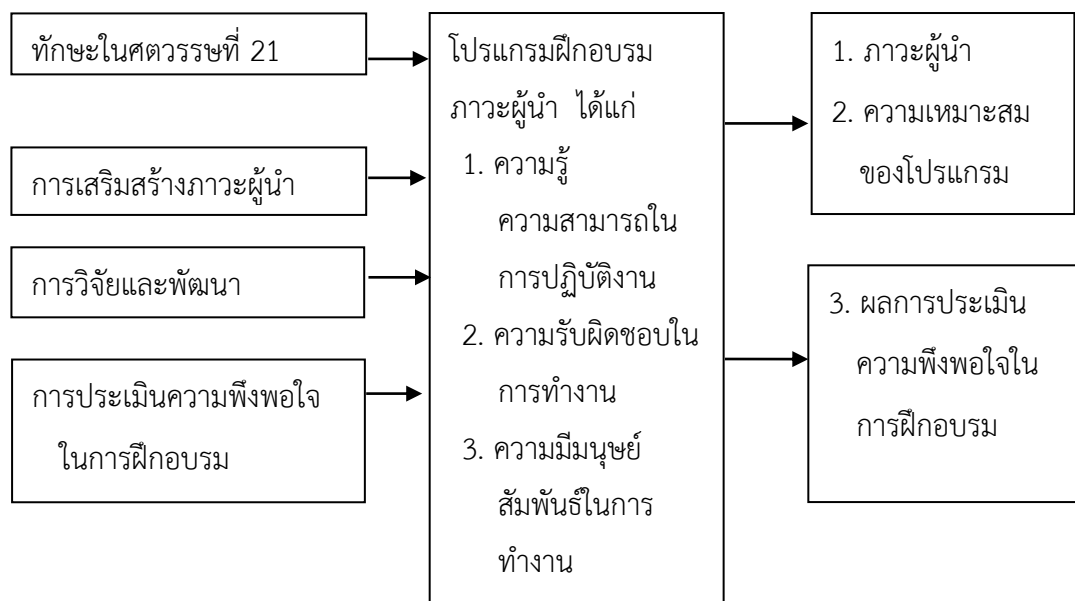 ทักษะในศตวรรษที่ 21
การเสริมสร้างภาวะผู้นำ
การวิจัยและพัฒนา
การประเมินความพึงพอใจ
ในการฝึกอบรม
โปรแกรมฝึกอบรม
ภาวะผู้นำ ได้แก่
1. ความรู้
ความสามารถใน
การปฏิบัติงาน
2. ความรับผิดชอบใน
การทำงาน
3. ความมีมนุษย์
สัมพันธ์ในการ
ทำงาน
1. ภาวะผู้นำ
2. ความเหมาะสม
ของโปรแกรม
3. ผลการประเมิน
ความพึงพอใจใน
การฝึกอบรม